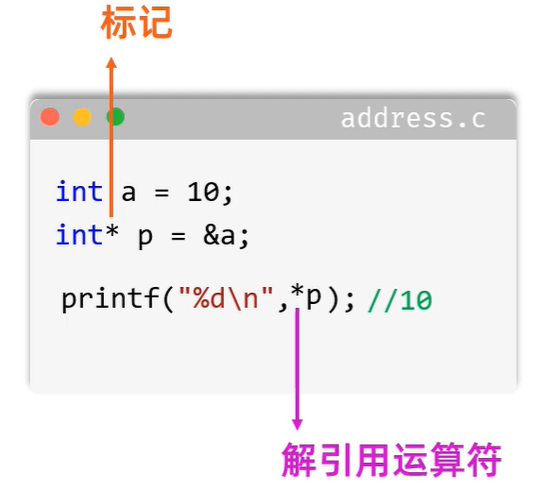 标记
address.c
int a = 10;
int* p = &a;
printf("%d\n",*p); //10
解引用运算符